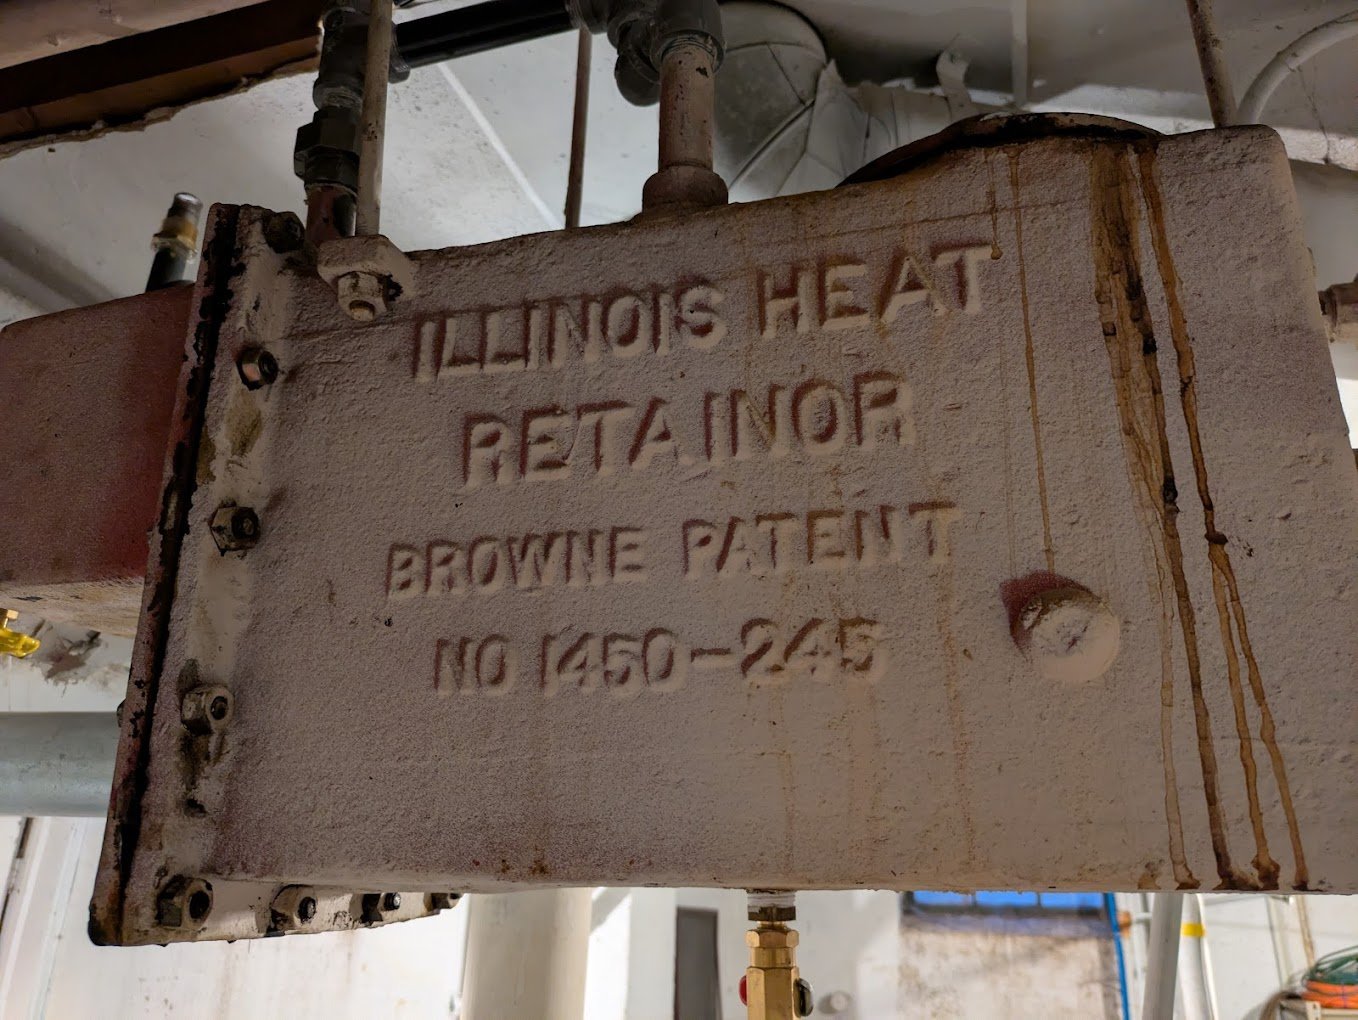 ILLINOIS HEAT
RETAINOR
BROWNE PATENT
NO 1450-245